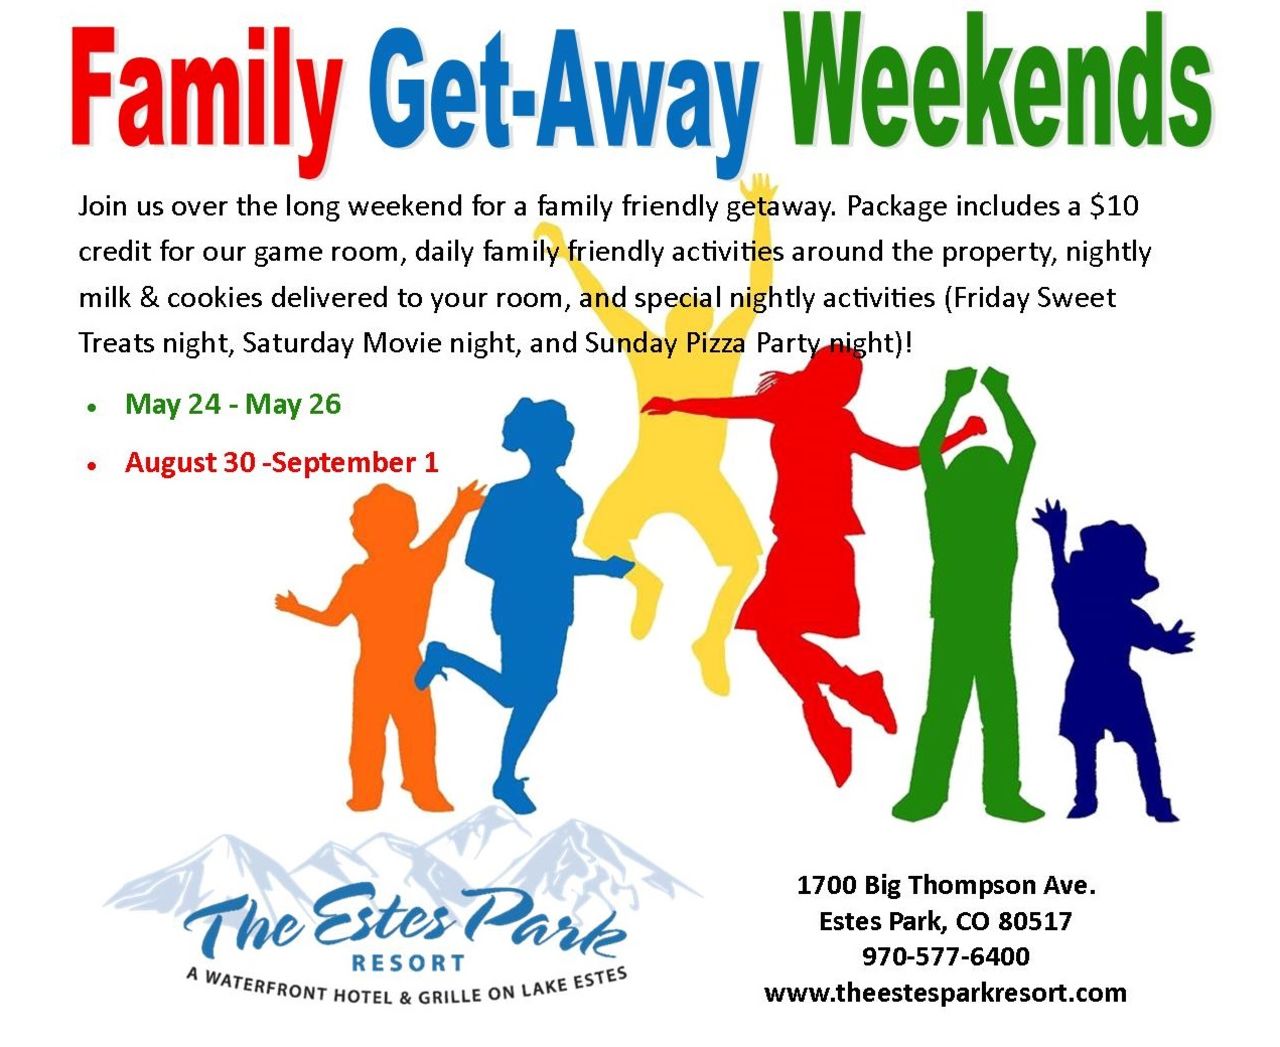 Family Get-Away Weekends
Join us over the long weekend for a family friendly getaway. Package includes a $10
credit for our game room, daily family friendly activities around the property, nightly
milk & cookies delivered to your room, and special nightly activities (Friday Sweet
Treats night, Saturday Movie night, and Sunday Pizza Party night)!
• May 24 - May 26
• August 30 -September 1
The Estes Park
RESORT
A WATERFRONT HOTEL & GRILLE ON LAKE ESTES
1700 Big Thompson Ave.
Estes Park, CO 80517
970-577-6400
www.theestesparkresort.com